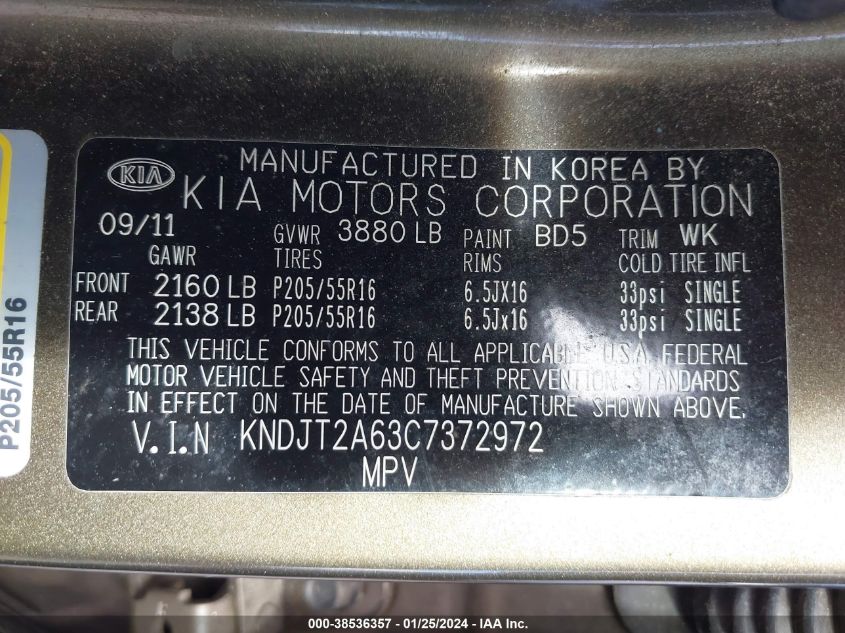 MANUFACTURED IN KOREA BY
KIA KIA MOTORS CORPORATION
09/11 GVWR 3880 LB PAINT BD5 TRIM WK
GAWR TIRES RIMS COLD TIRE INFL
FRONT 2160 LB P205/55R16 6.5JX16 33psi SINGLE
REAR 2138 LB P205/55R16 6.5Jx16 33psi SINGLE
THIS VEHICLE CONFORMS TO ALL APPLICABLE U.S.A. FEDERAL
MOTOR VEHICLE SAFETY AND THEFT PREVENTION STANDARDS
IN EFFECT ON THE DATE OF MANUFACTURE SHOWN ABOVE.
V.I.N KNDJT2A63C7372972
MPV
P205/55R16
000-38536357 - 01/25/2024 - IAA Inc.